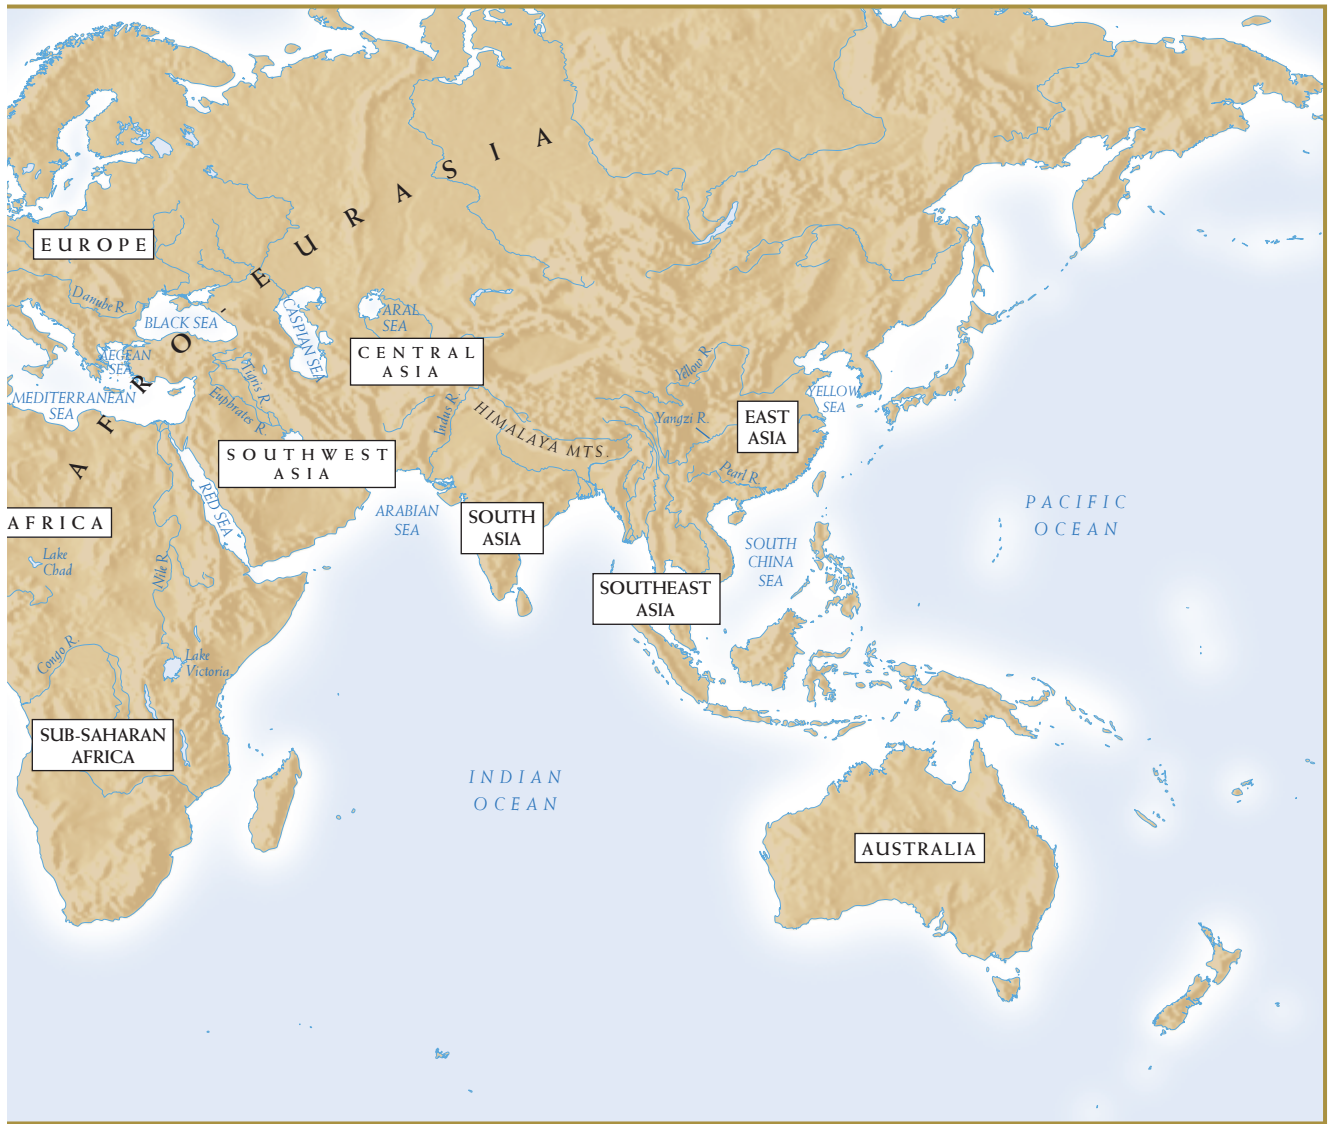 AFRO-EURASIA
EUROPE
Danube R.
BLACK SEA
CASPIAN SEA
ARAL
SEA
AEGEAN
SEA
MEDITERRANEAN
SEA
Tigris R.
Euphrates R.
CENTRAL
ASIA
Yellow R.
YELLOW
SEA
Indus R.
HIMALAYA MTS.
Yangzi R.
EAST
ASIA
SOUTHWEST
ASIA
Pearl R.
RED SEA
ARABIAN
SEA
SOUTH
ASIA
PACIFIC
OCEAN
AFRICA
Lake
Chad
Nile R.
SOUTH
CHINA
SEA
SOUTHEAST
ASIA
Congo R.
Lake
Victoria
SUB-SAHARAN
AFRICA
INDIAN
OCEAN
AUSTRALIA